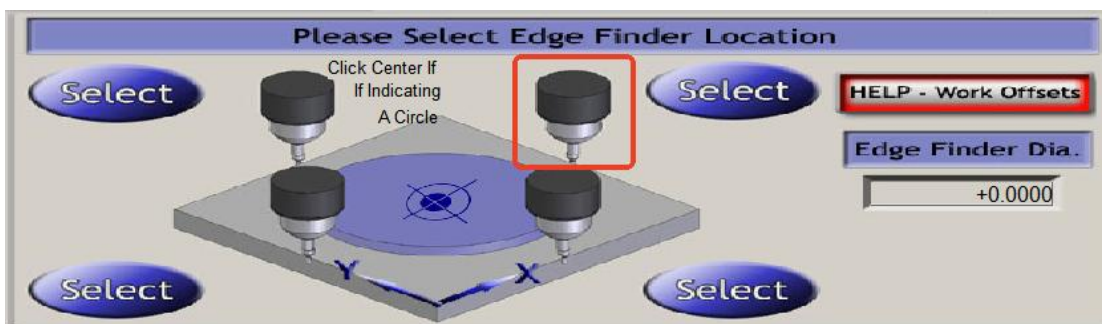 Please Select Edge Finder Location
Select
Click Center If
If Indicating
A Circle
Select
HELP - Work Offsets
Edge Finder Dia.
+0.0000
Y
X
Select
Select